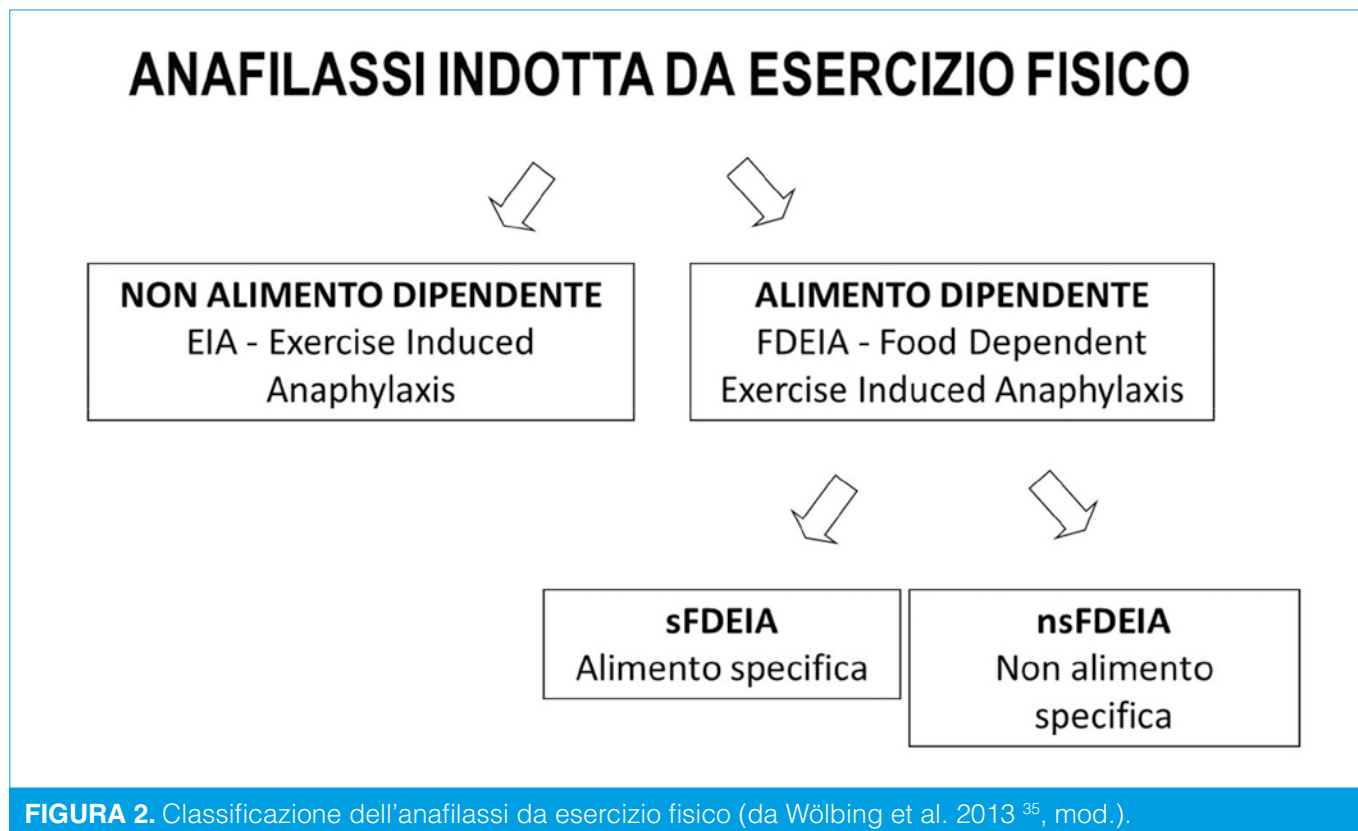 ANAFILASSI INDOTTA DA ESERCIZIO FISICO
NON ALIMENTO DIPENDENTE
EIA - Exercise Induced
Anaphylaxis
ALIMENTO DIPENDENTE
FDEIA - Food Dependent
Exercise Induced Anaphylaxis
sFDEIA
Alimento specifica
nsFDEIA
Non alimento
specifica
FIGURA 2. Classificazione dell'anafilassi da esercizio fisico (da Wölbing et al. 2013 ³⁵, mod.).